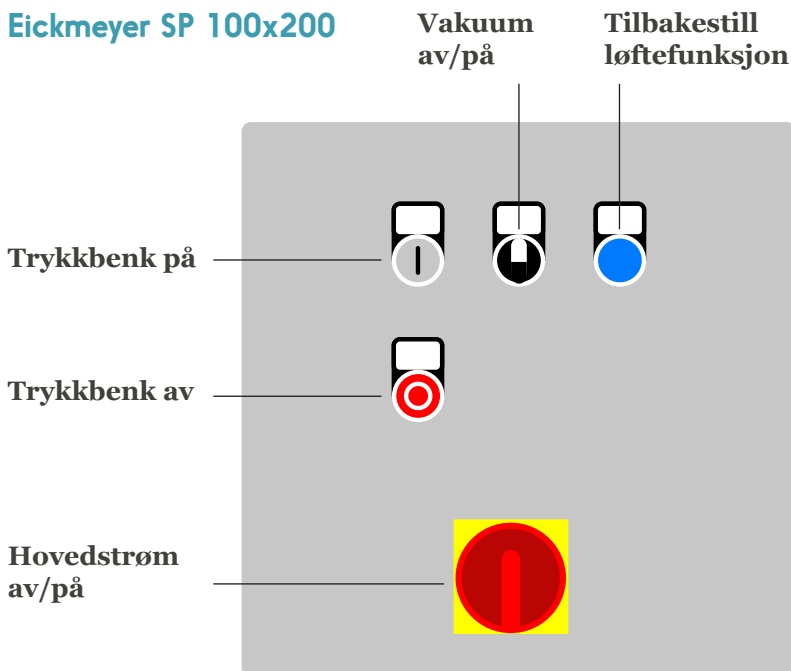 Eickmeyer SP 100x200
Vakuum
av/på
Tilbakestill
løftefunksjon
Trykkbenk på
Trykkbenk av
Hovedstrøm
av/på